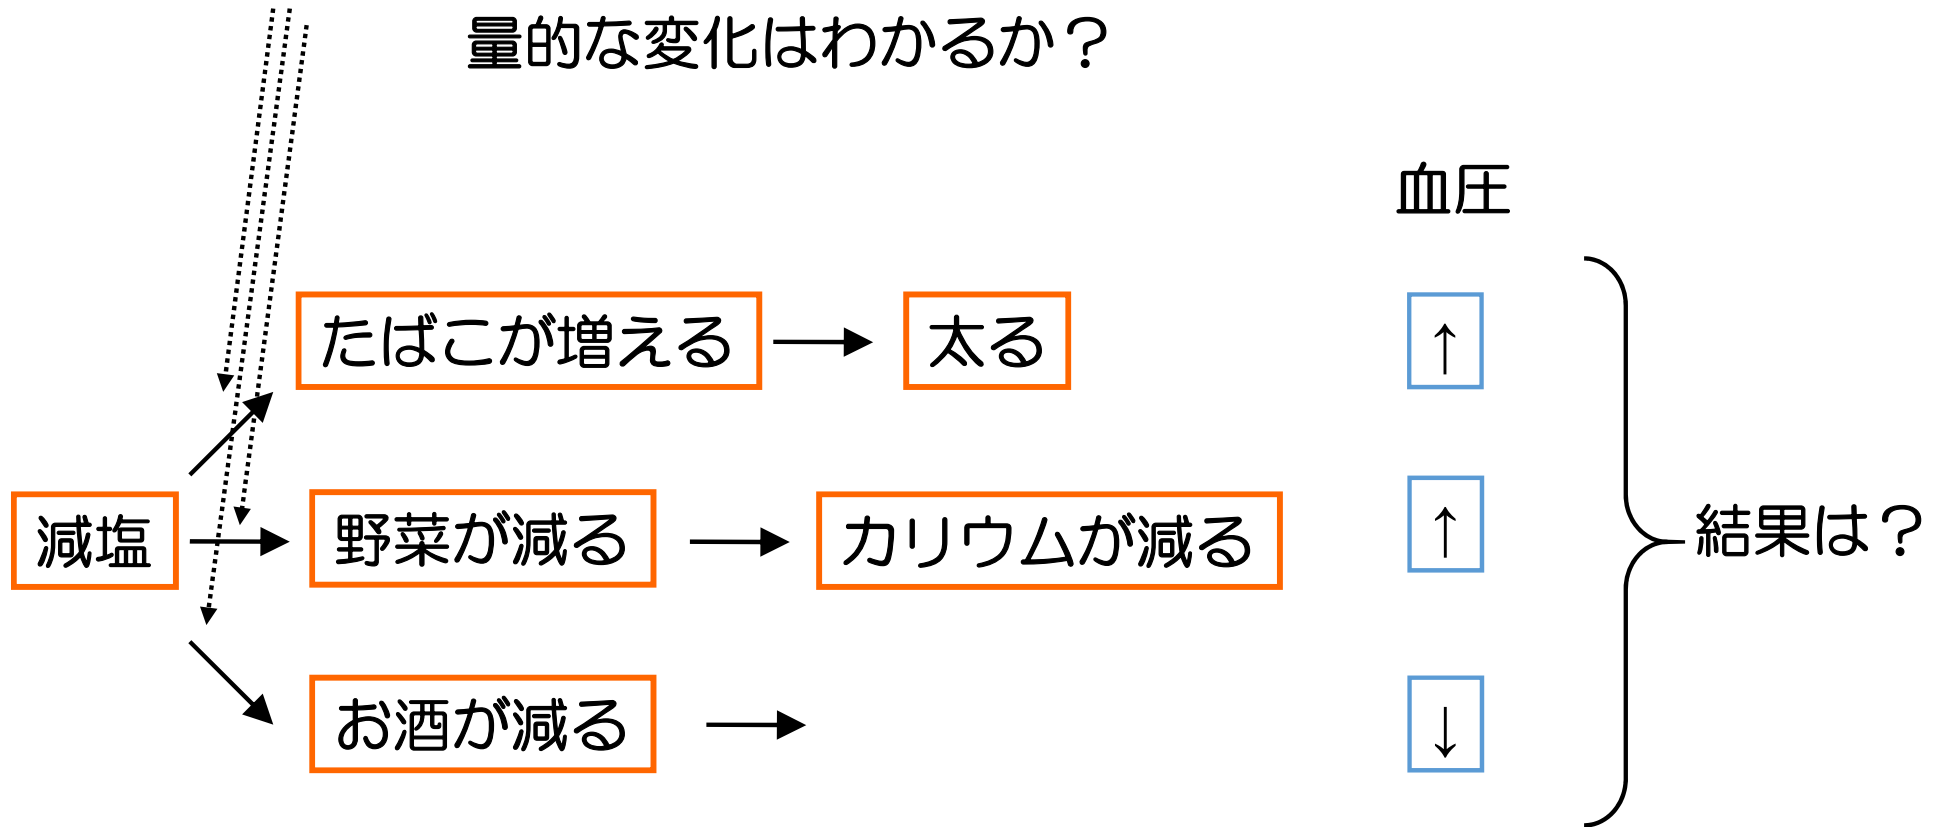 量的な変化はわかるか？
血圧
たばこが増える
太る
↑
減塩
野菜が減る
カリウムが減る
↑
結果は？
お酒が減る
↓